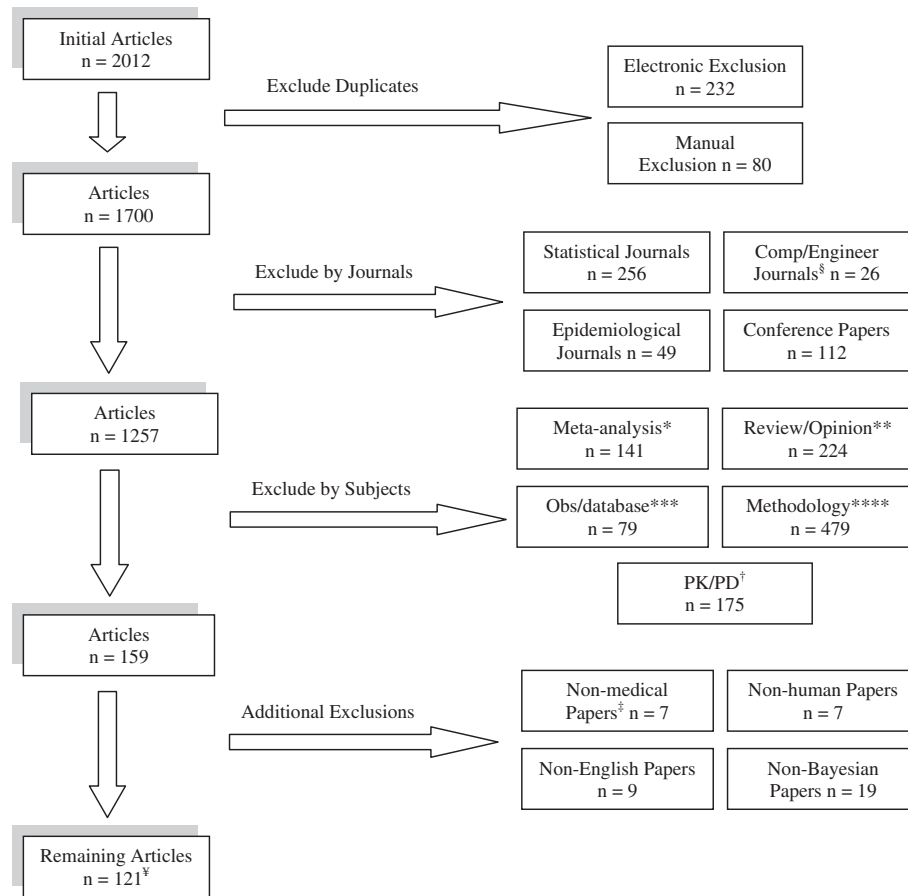 Initial Articles
n = 2012
Exclude Duplicates
Electronic Exclusion
n = 232
Manual
Exclusion n = 80
Articles
n = 1700
Exclude by Journals
Statistical Journals
n = 256
Comp/Engineer
Journals§ n = 26
Epidemiological
Journals n = 49
Conference Papers
n = 112
Articles
n = 1257
Exclude by Subjects
Meta-analysis*
n = 141
Review/Opinion**
n = 224
Obs/database***
n = 79
Methodology****
n = 479
PK/PD†
n = 175
Articles
n = 159
Additional Exclusions
Non-medical
Papers‡ n = 7
Non-human Papers
n = 7
Non-English Papers
n = 9
Non-Bayesian
Papers n = 19
Remaining Articles
n = 121¥